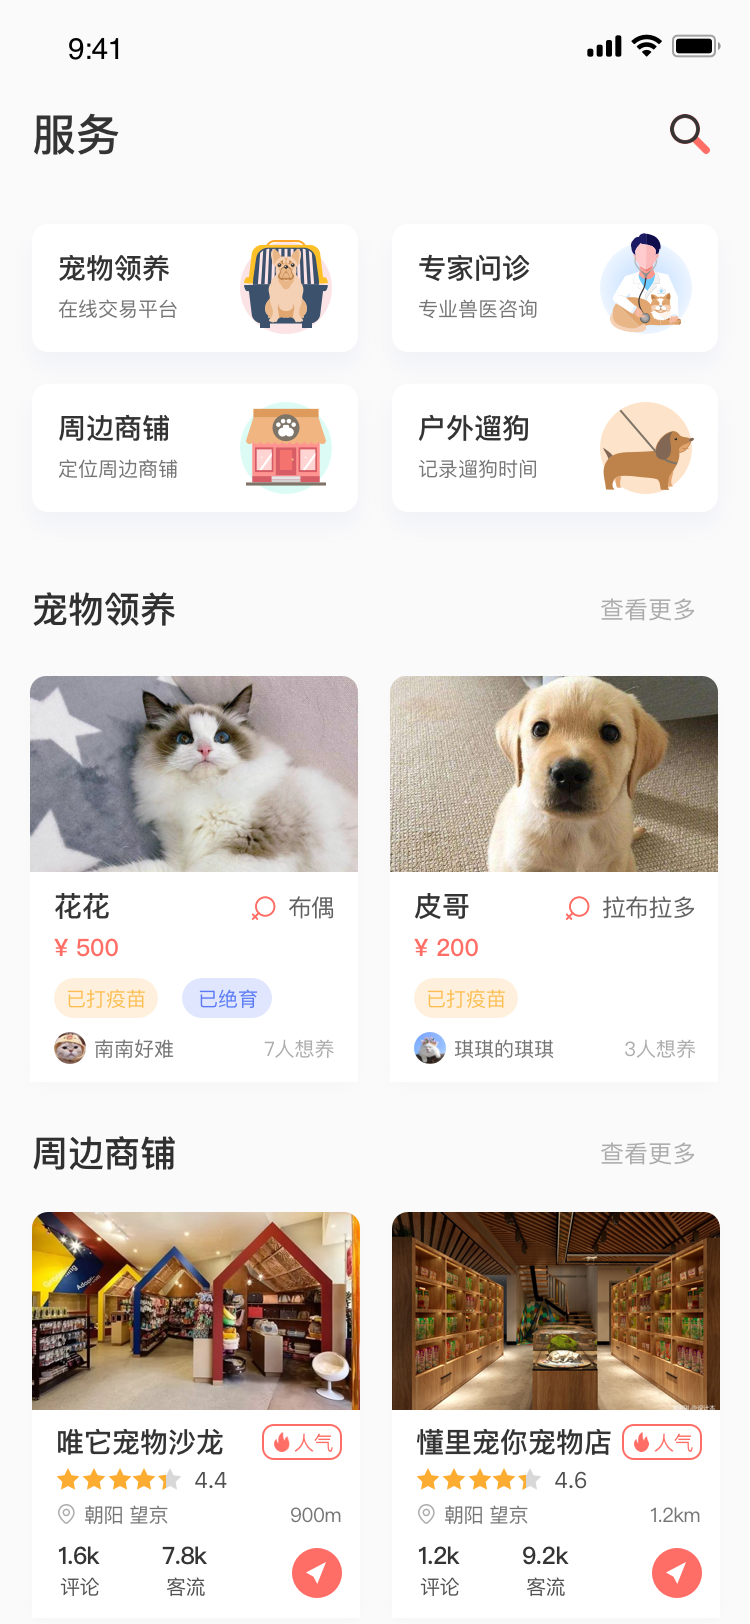 9:41
服务
宠物领养
在线交易平台
专家问诊
专业兽医咨询
周边商铺
定位周边商铺
户外遛狗
记录遛狗时间
宠物领养
查看更多
花花
布偶
¥ 500
已打疫苗
已绝育
南南好难
7人想养
皮哥
拉布拉多
¥ 200
已打疫苗
琪琪的琪琪
3人想养
周边商铺
查看更多
唯它宠物沙龙
人气
4.4
朝阳 望京
900m
1.6k
7.8k
评论
客流
懂里宠你宠物店
人气
4.6
朝阳 望京
1.2km
1.2k
9.2k
评论
客流